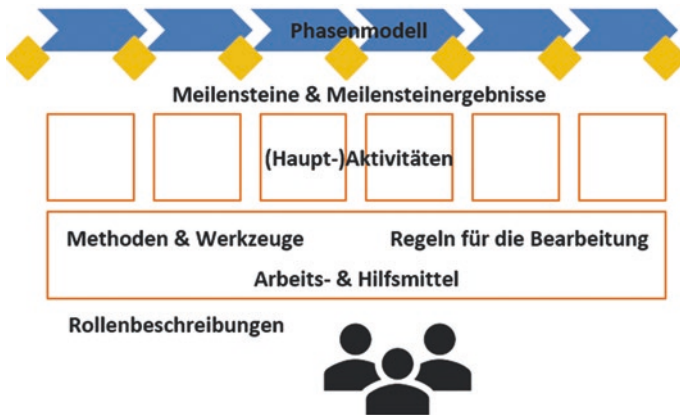 Phasenmodell
Meilensteine & Meilensteinergebnisse
(Haupt-)Aktivitäten
Methoden & Werkzeuge Regeln für die Bearbeitung
Arbeits- & Hilfsmittel
Rollenbeschreibungen